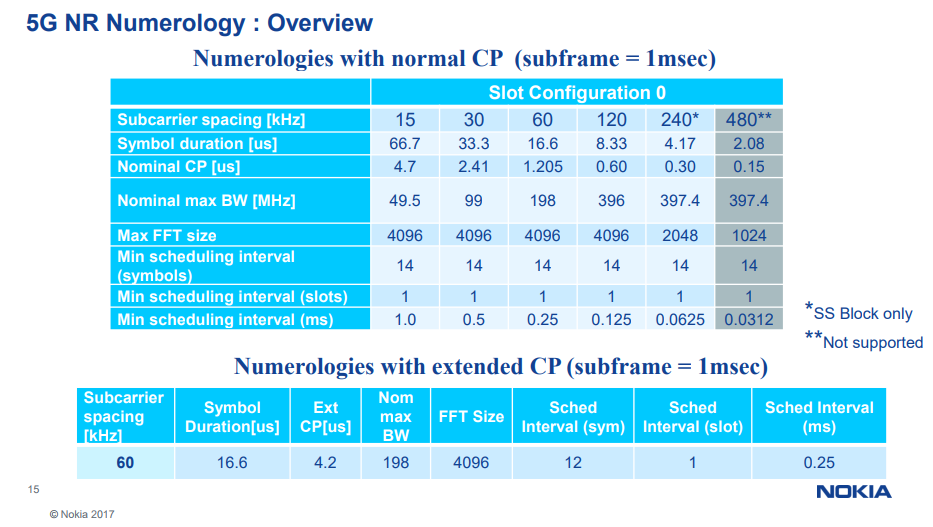 5G NR Numerology : Overview
Numerologies with normal CP (subframe = 1msec)
Slot Configuration 0
Subcarrier spacing [kHz] 15 30 60 120 240* 480**
Symbol duration [us] 66.7 33.3 16.6 8.33 4.17 2.08
Nominal CP [us] 4.7 2.41 1.205 0.60 0.30 0.15
Nominal max BW [MHz] 49.5 99 198 396 397.4 397.4
Max FFT size 4096 4096 4096 4096 2048 1024
Min scheduling interval
(symbols) 14 14 14 14 14 14
Min scheduling interval (slots) 1 1 1 1 1 1
Min scheduling interval (ms) 1.0 0.5 0.25 0.125 0.0625 0.0312
*SS Block only
**Not supported
Numerologies with extended CP (subframe = 1msec)
Subcarrier
spacing
[kHz]
Symbol
Duration[us]
Ext
CP[us]
Nom
max
BW
FFT Size
Sched
Interval (sym)
Sched
Interval (slot)
Sched Interval
(ms)
60 16.6 4.2 198 4096 12 1 0.25
15
NOKIA
© Nokia 2017